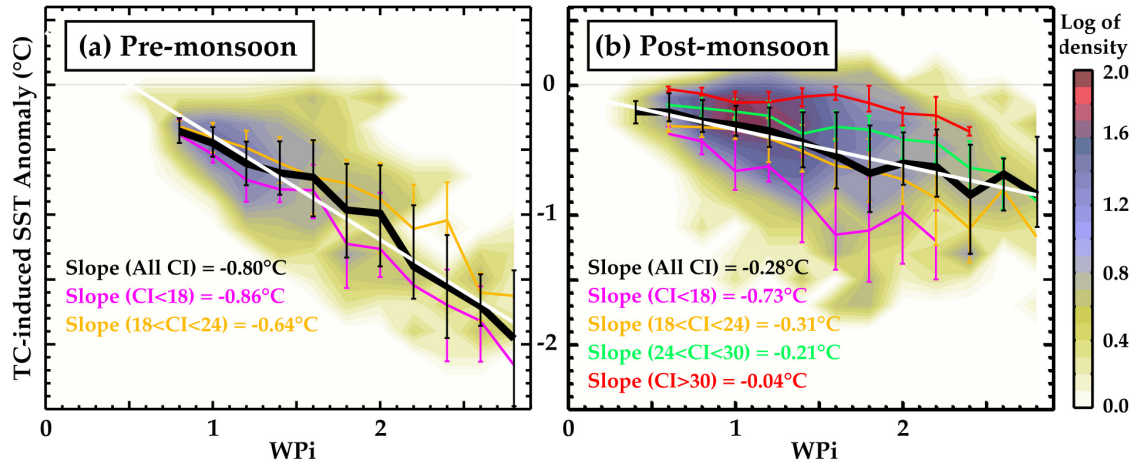 (a) Pre-monsoon
(b) Post-monsoon
Log of
density
TC-induced SST Anomaly (°C)
0
-1
-2
Slope (All CI) = -0.80°C
Slope (CI<18) = -0.86°C
Slope (18<CI<24) = -0.64°C
0
1
2
WPi
0
-1
-2
Slope (All CI) = -0.28°C
Slope (CI<18) = -0.73°C
Slope (18<CI<24) = -0.31°C
Slope (24<CI<30) = -0.21°C
Slope (CI>30) = -0.04°C
0
1
2
WPi
2.0
1.6
1.2
0.8
0.4
0.0